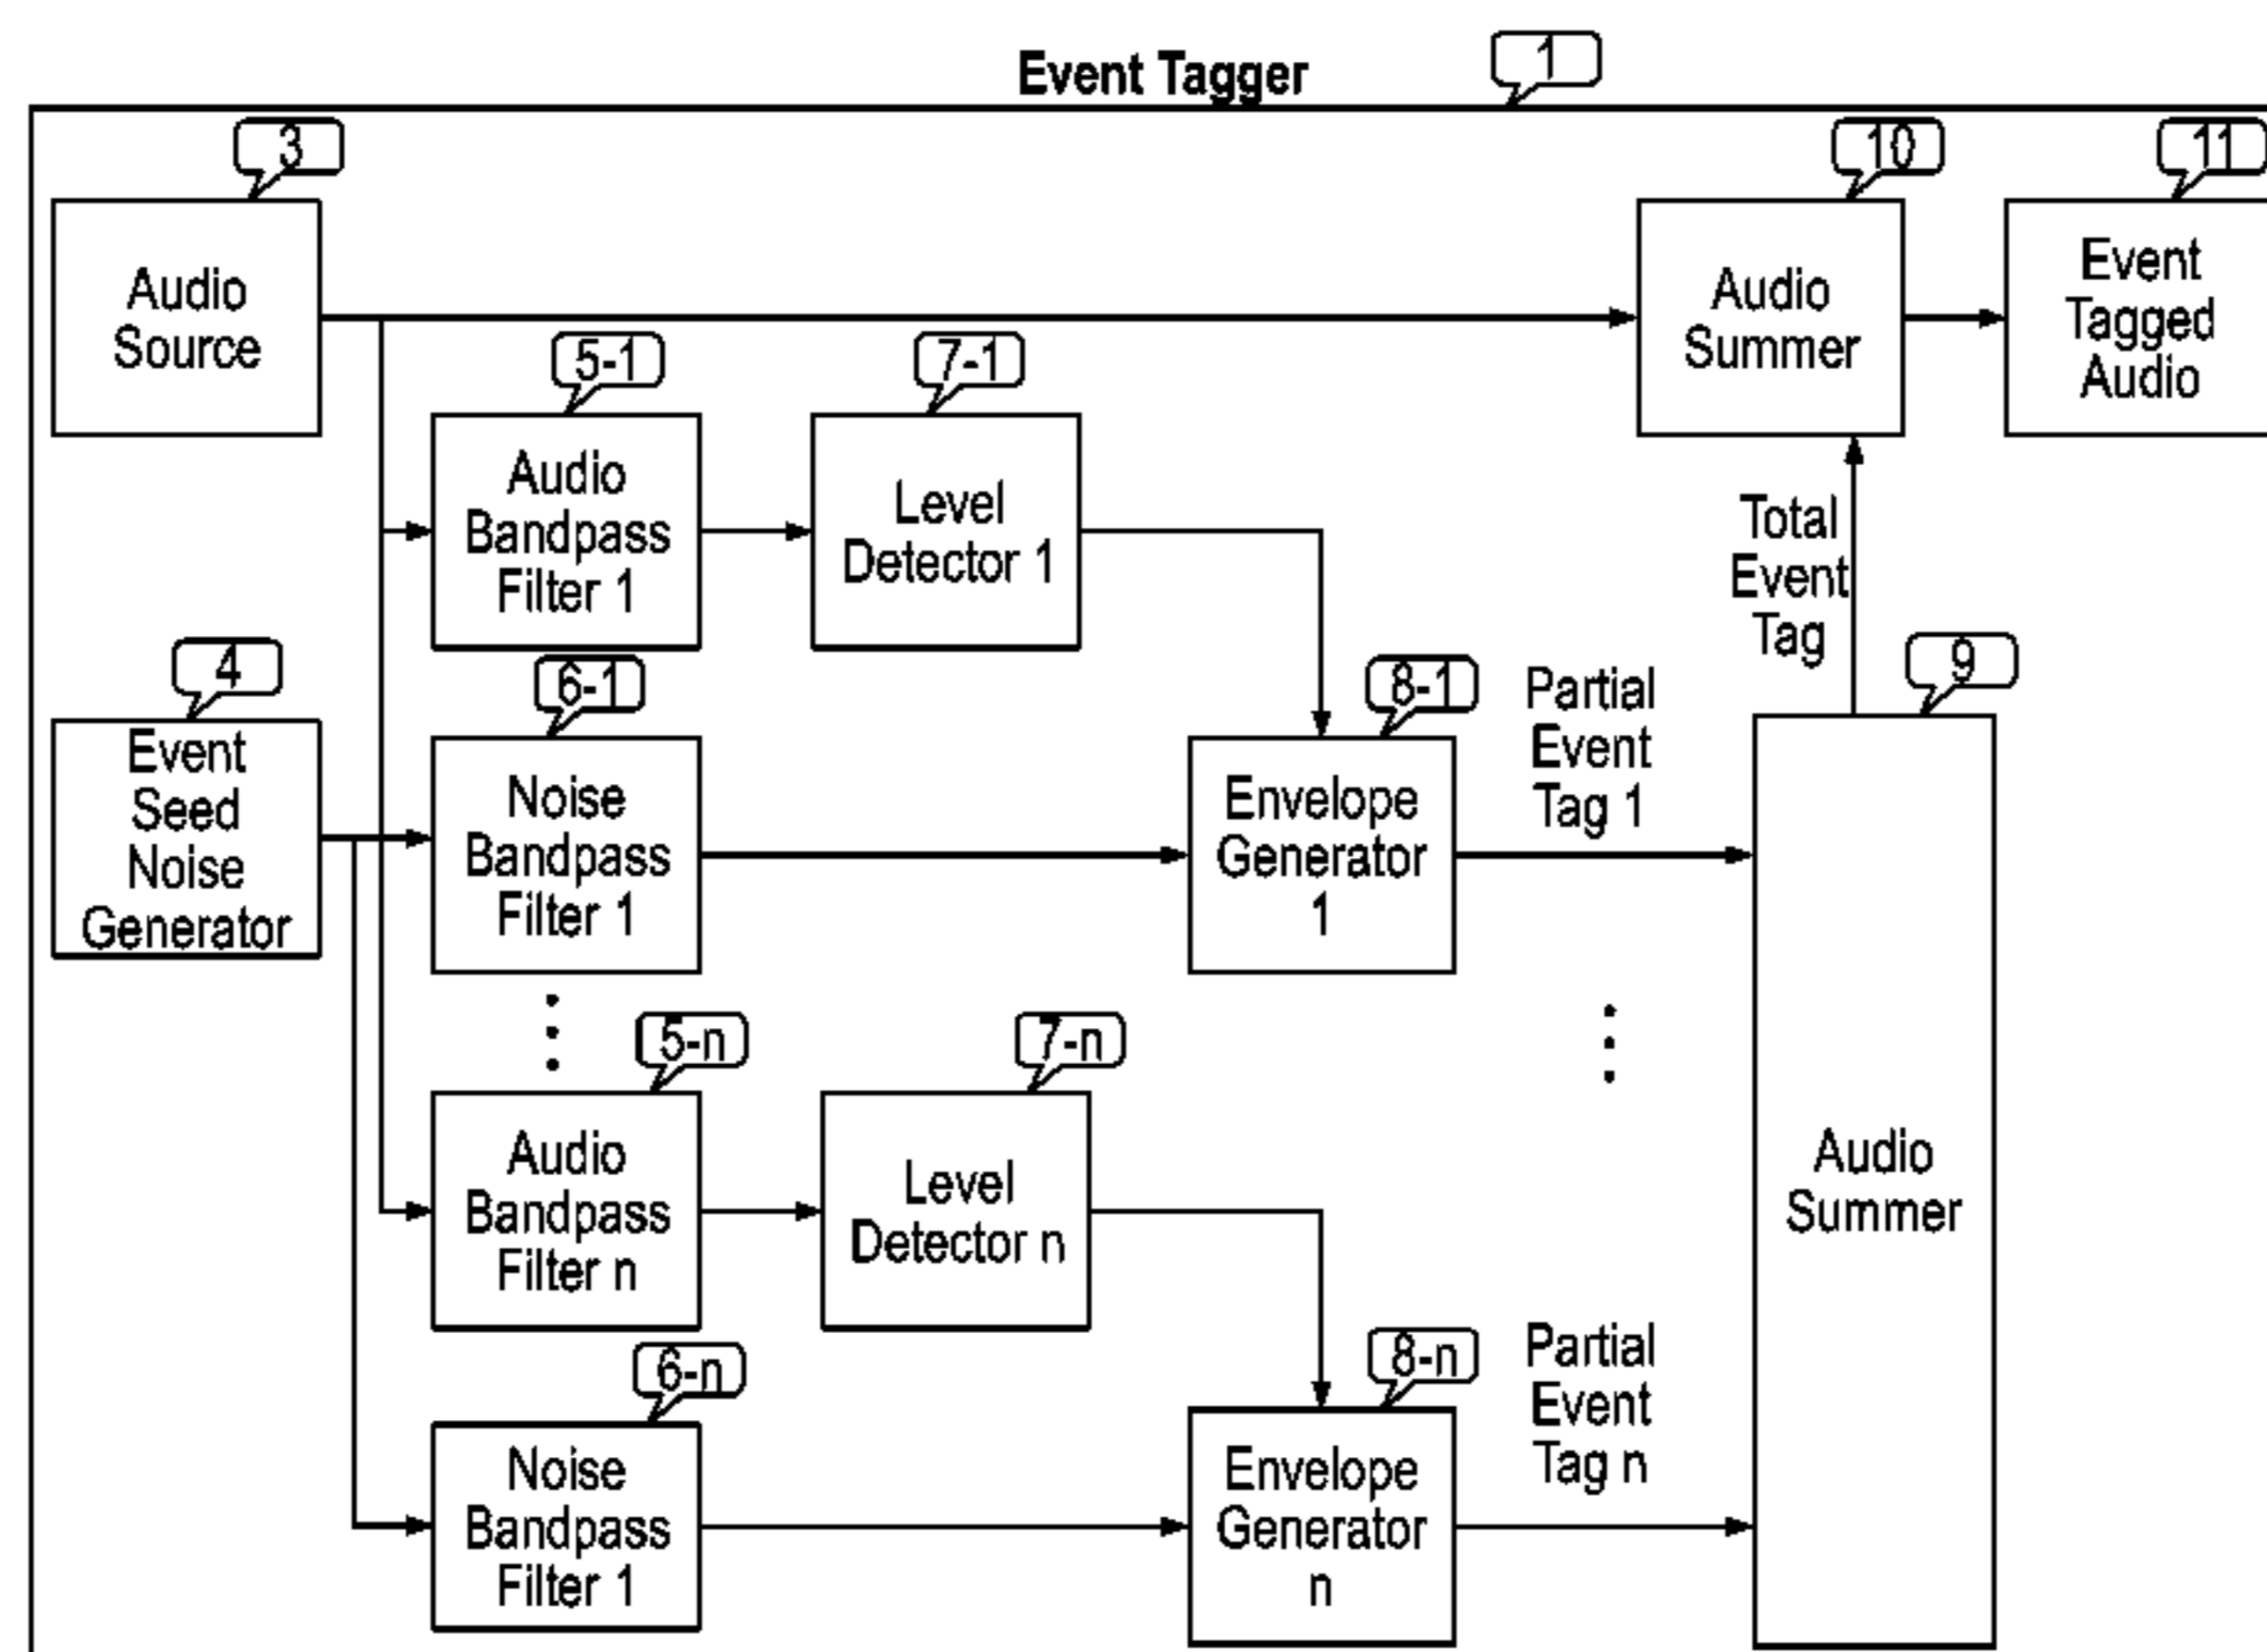 Event Tagger
1
3
10
11
Audio
Source
Audio
Summer
Event
Tagged
Audio
5-1
7-1
Audio
Bandpass
Filter 1
Level
Detector 1
Total
Event
Tag
4
6-1
8-1
9
Event
Seed
Noise
Generator
Noise
Bandpass
Filter 1
Envelope
Generator
1
Partial
Event
Tag 1
5-n
7-n
Audio
Bandpass
Filter n
Level
Detector n
Audio
Summer
6-n
8-n
Noise
Bandpass
Filter 1
Envelope
Generator
n
Partial
Event
Tag n